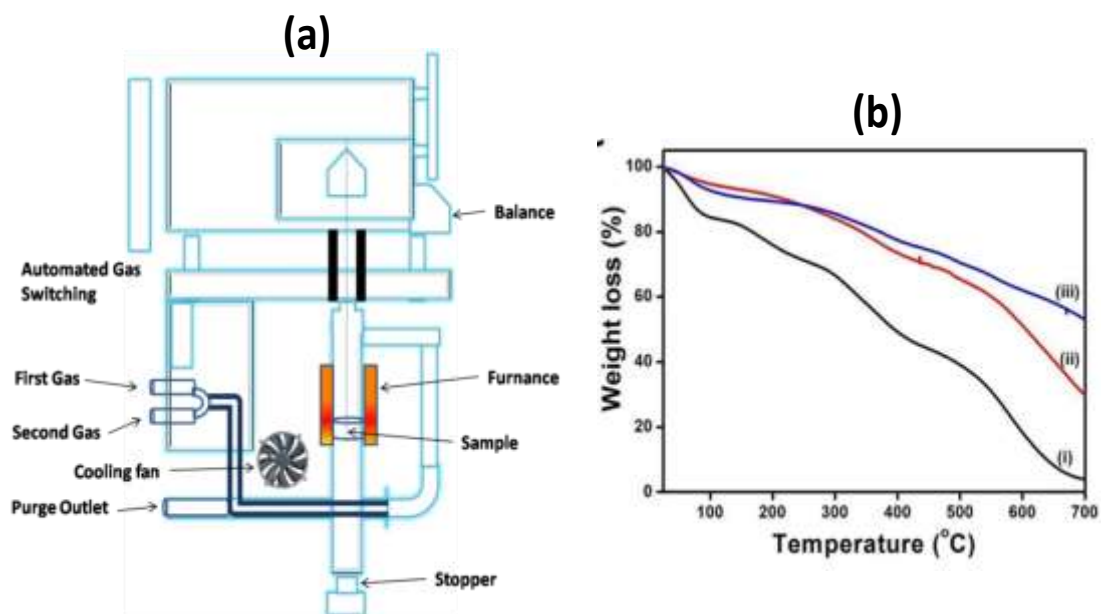 (a)
Balance
Automated Gas
Switching
First Gas
Furnance
Second Gas
Sample
Cooling fan
Purge Outlet
Stopper
(b)
Weight loss (%)
100
80
60
40
20
0
(iii)
(ii)
(i)
100 200 300 400 500 600 700
Temperature (°C)